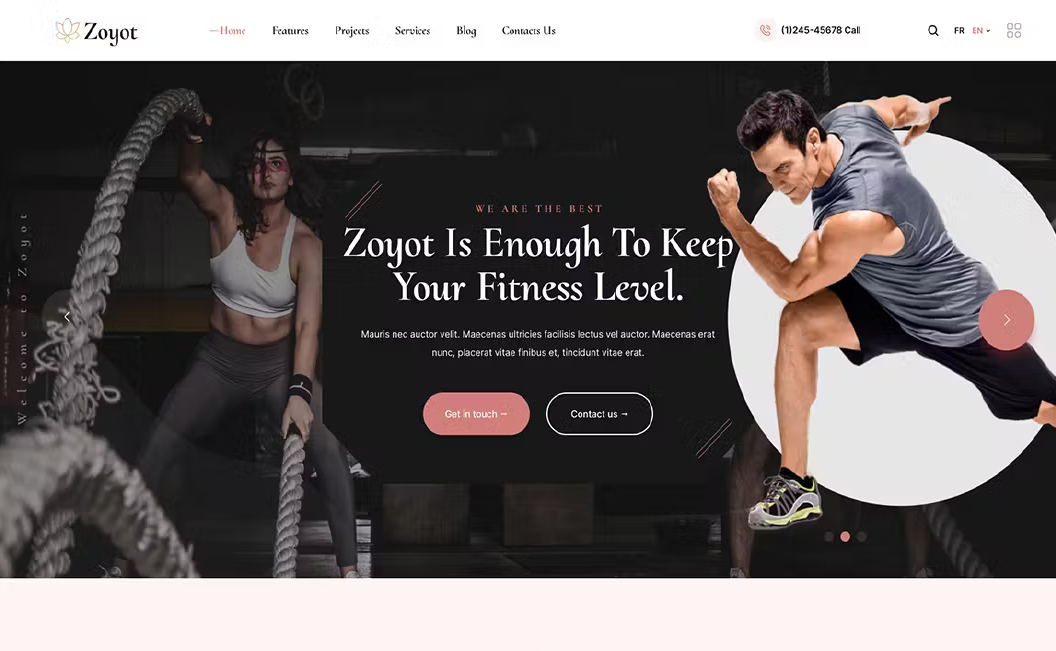 Zoyot
Home
Features
Projects
Services
Blog
Contacts Us
(1)245-45678 Call
FR
EN
Welcome to Zoyot
WE ARE THE BEST
Zoyot Is Enough To Keep
Your Fitness Level.
Mauris nec auctor velit. Maecenas ultricies facilisis lectus vel auctor. Maecenas erat
nunc, placerat vitae finibus et, tincidunt vitae erat.
Get in touch →
Contact us →